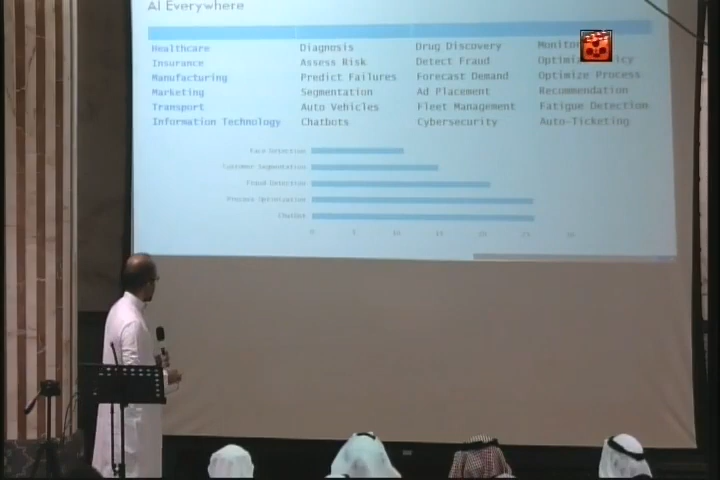 AI Everywhere
Healthcare Diagnosis Drug Discovery
Insurance Assess Risk Detect Fraud
Manufacturing Predict Failures Forecast Demand Optimize Process
Marketing Segmentation Ad Placement Recommendation
Transport Auto Vehicles Fleet Management Fatigue Detection
Information Technology Chatbots Cybersecurity Auto-Ticketing
Face Detection
Customer Segmentation
Fraud Detection
Process Optimization
Chatbot
0 5 10 15 20 25 30